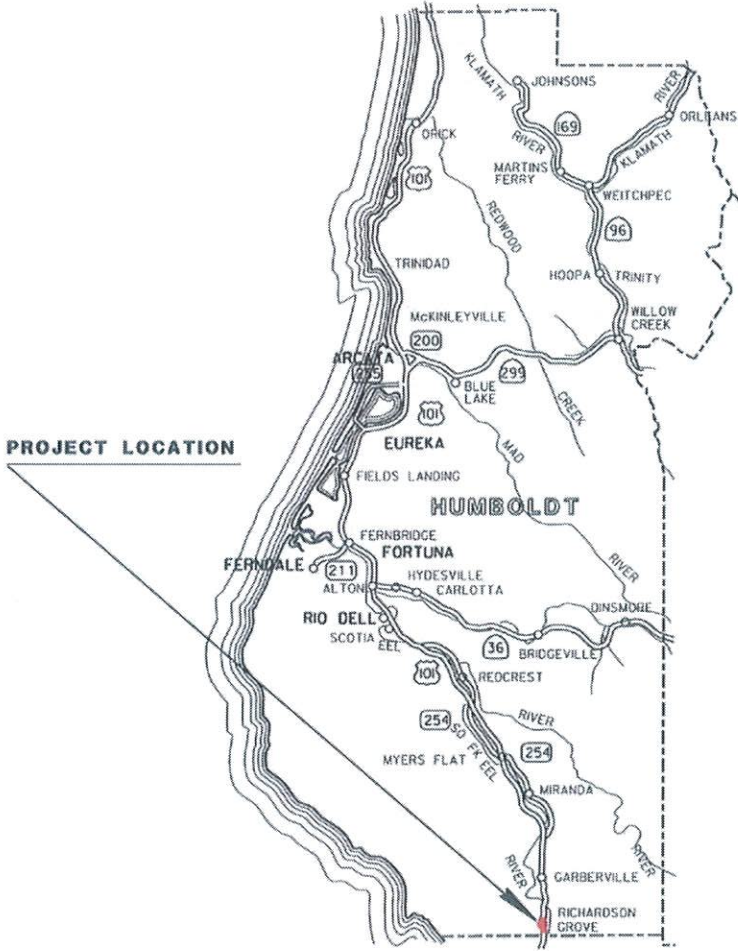 KLAMATH
RIVER
JOHNSONS
RIVER
ORLEANS
169
KLAMATH
ORICK
101
MARTINS
FERRY
WEITCHPEC
REDWOOD
96
TRINIDAD
HOOPA
TRINITY
McKINLEYVILLE
WILLOW
CREEK
200
ARCATA
255
299
BLUE
LAKE
CREEK
101
EUREKA
MAD
PROJECT LOCATION
FIELDS LANDING
HUMBOLDT
FERNBRIDGE
FORTUNA
RIVER
FERNDALE
211
HYDESVILLE
ALTON
CARLOTTA
DINSMORE
RIO DELL
SCOTIA
EEL
36
BRIDGEVILLE
101
REDCREST
254
RIVER
SO FK EEL
254
MYERS FLAT
MIRANDA
RIVER
RIVER
GARBERVILLE
RICHARDSON
GROVE